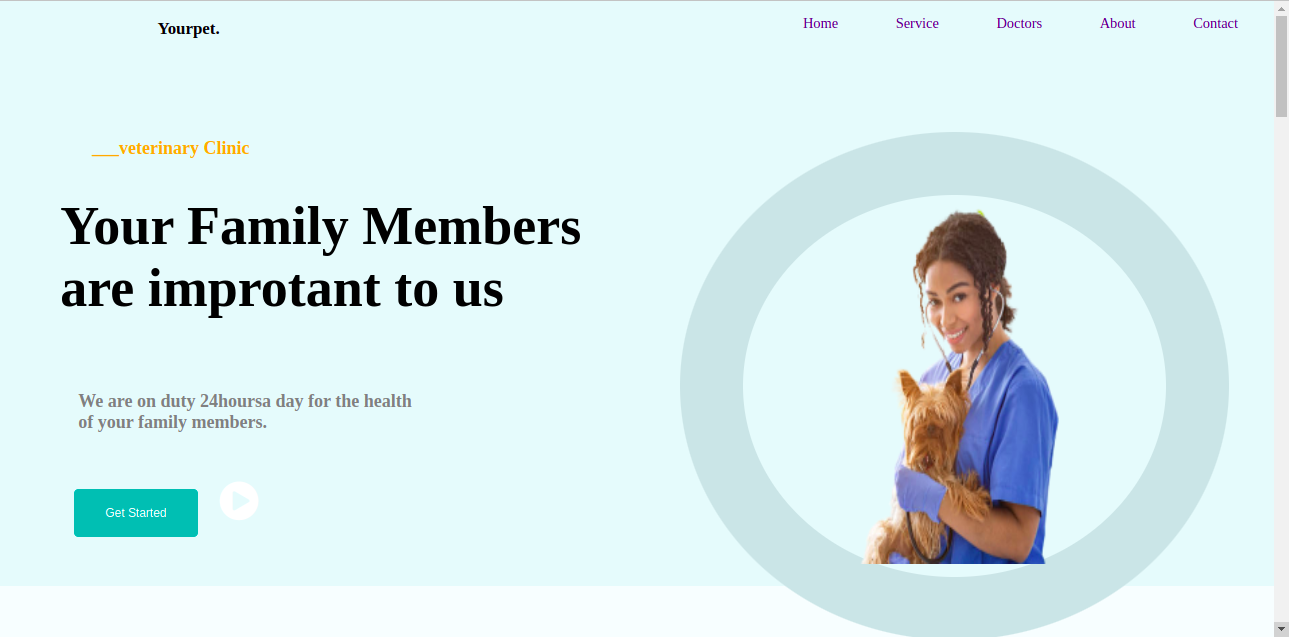 Yourpet.
Home Service Doctors About Contact
___veterinary Clinic
Your Family Members
are improtant to us
We are on duty 24hoursa day for the health
of your family members.
Get Started